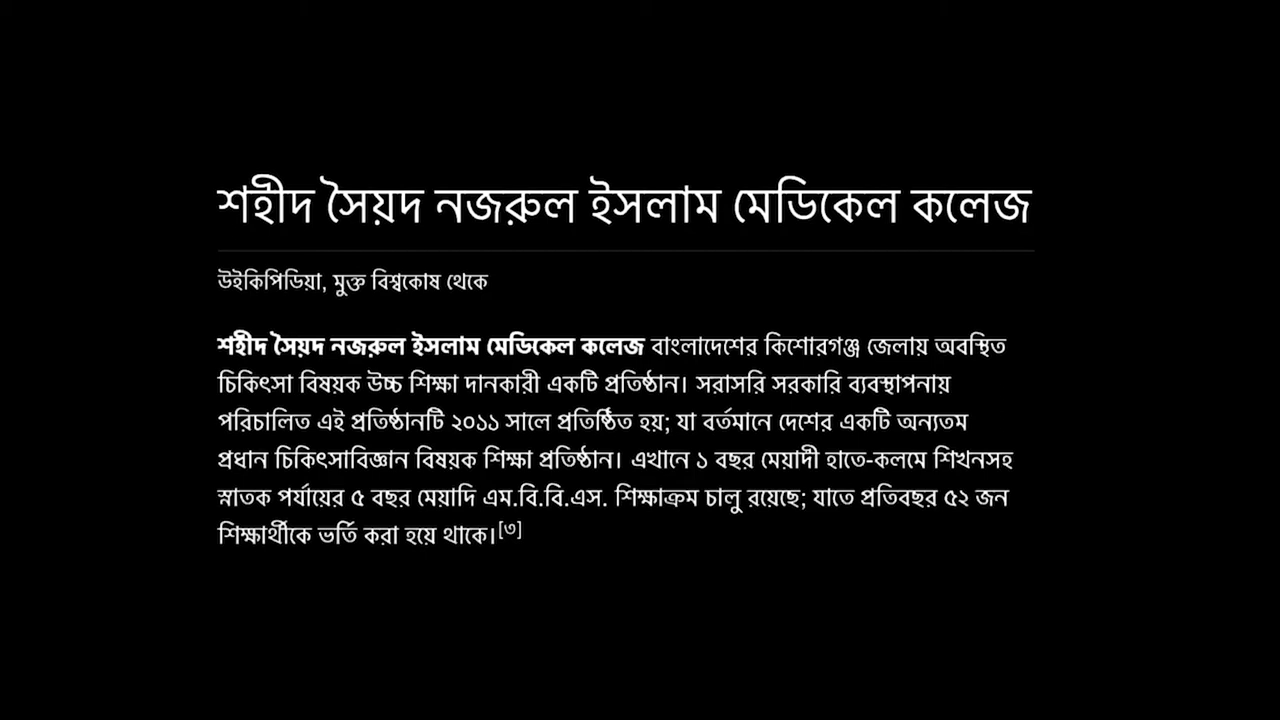 শহীদ সৈয়দ নজরুল ইসলাম মেডিকেল কলেজ
উইকিপিডিয়া, মুক্ত বিশ্বকোষ থেকে
শহীদ সৈয়দ নজরুল ইসলাম মেডিকেল কলেজ বাংলাদেশের কিশোরগঞ্জ জেলায় অবস্থিত
চিকিৎসা বিষয়ক উচ্চ শিক্ষা দানকারী একটি প্রতিষ্ঠান। সরাসরি সরকারি ব্যবস্থাপনায়
পরিচালিত এই প্রতিষ্ঠানটি ২০১১ সালে প্রতিষ্ঠিত হয়; যা বর্তমানে দেশের একটি অন্যতম
প্রধান চিকিৎসাবিজ্ঞান বিষয়ক শিক্ষা প্রতিষ্ঠান। এখানে ১ বছর মেয়াদী হাতে-কলমে শিখনসহ
স্নাতক পর্যায়ের ৫ বছর মেয়াদি এম.বি.বি.এস. শিক্ষাক্রম চালু রয়েছে; যাতে প্রতিবছর ৫২ জন
শিক্ষার্থীকে ভর্তি করা হয়ে থাকে।[৩]